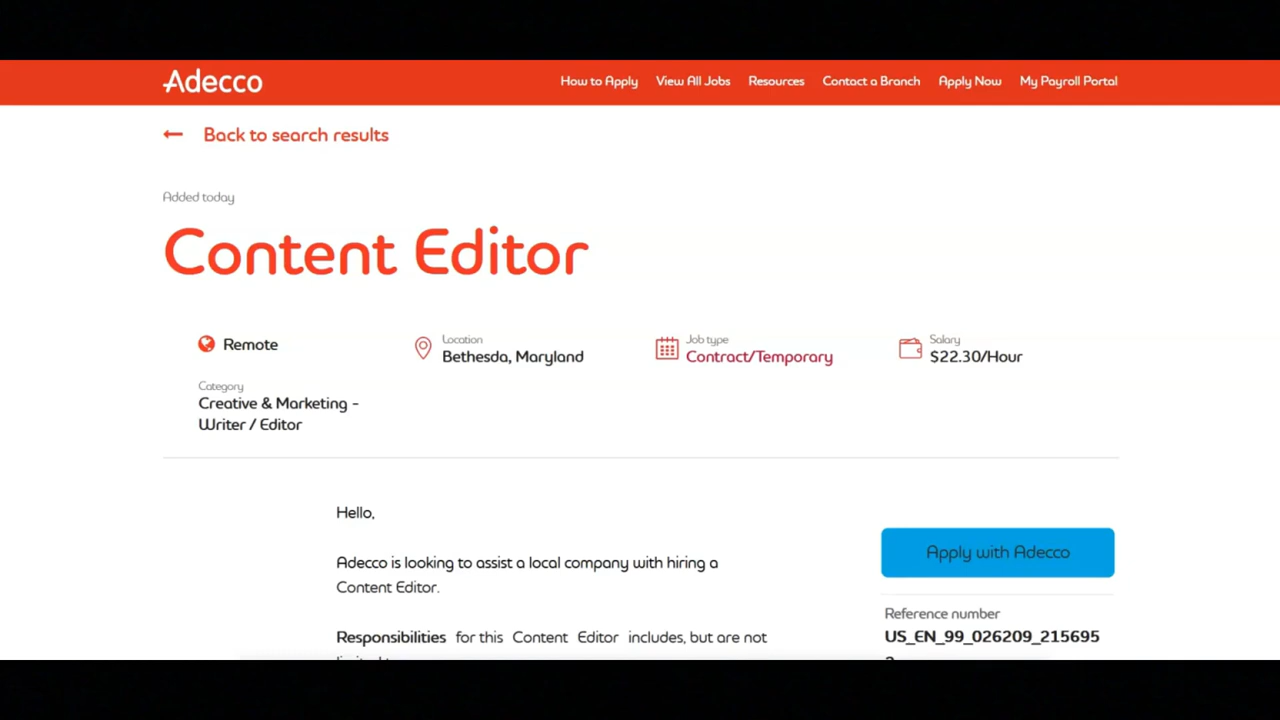 Adecco
How to Apply View All Jobs Resources Contact a Branch Apply Now My Payroll Portal
Back to search results
Added today
Content Editor
Remote
Location
Bethesda, Maryland
Job type
Contract/Temporary
Salary
$22.30/Hour
Category
Creative & Marketing -
Writer / Editor
Hello,
Adecco is looking to assist a local company with hiring a
Content Editor.
Responsibilities for this Content Editor includes, but are not
Apply with Adecco
Reference number
US_EN_99_026209_215695